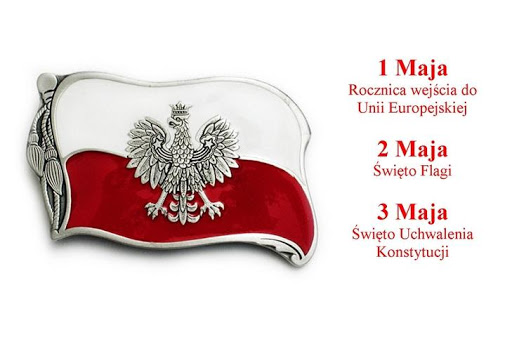 1 Maja
Rocznica wejścia do
Unii Europejskiej
2 Maja
Święto Flagi
3 Maja
Święto Uchwalenia
Konstytucji